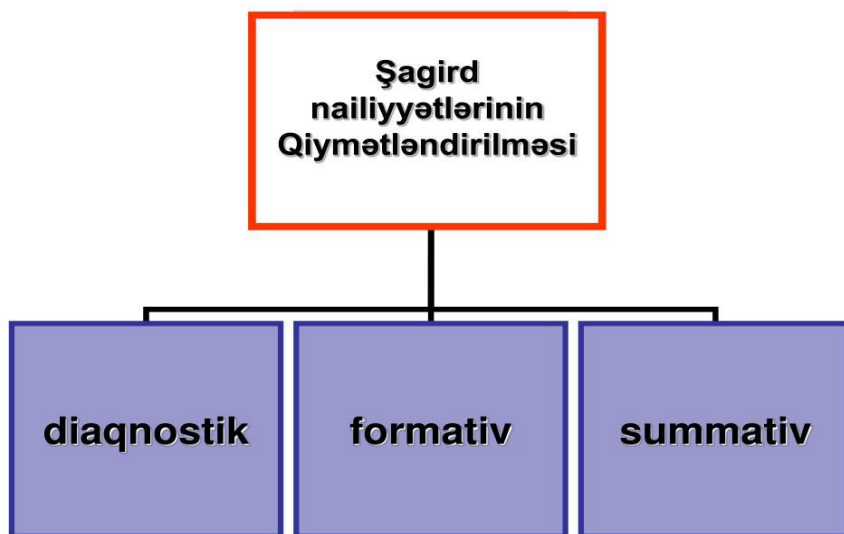 Şagird
nailiyyətlərinin
Qiymətləndirilməsi
diaqnostik
formativ
summativ